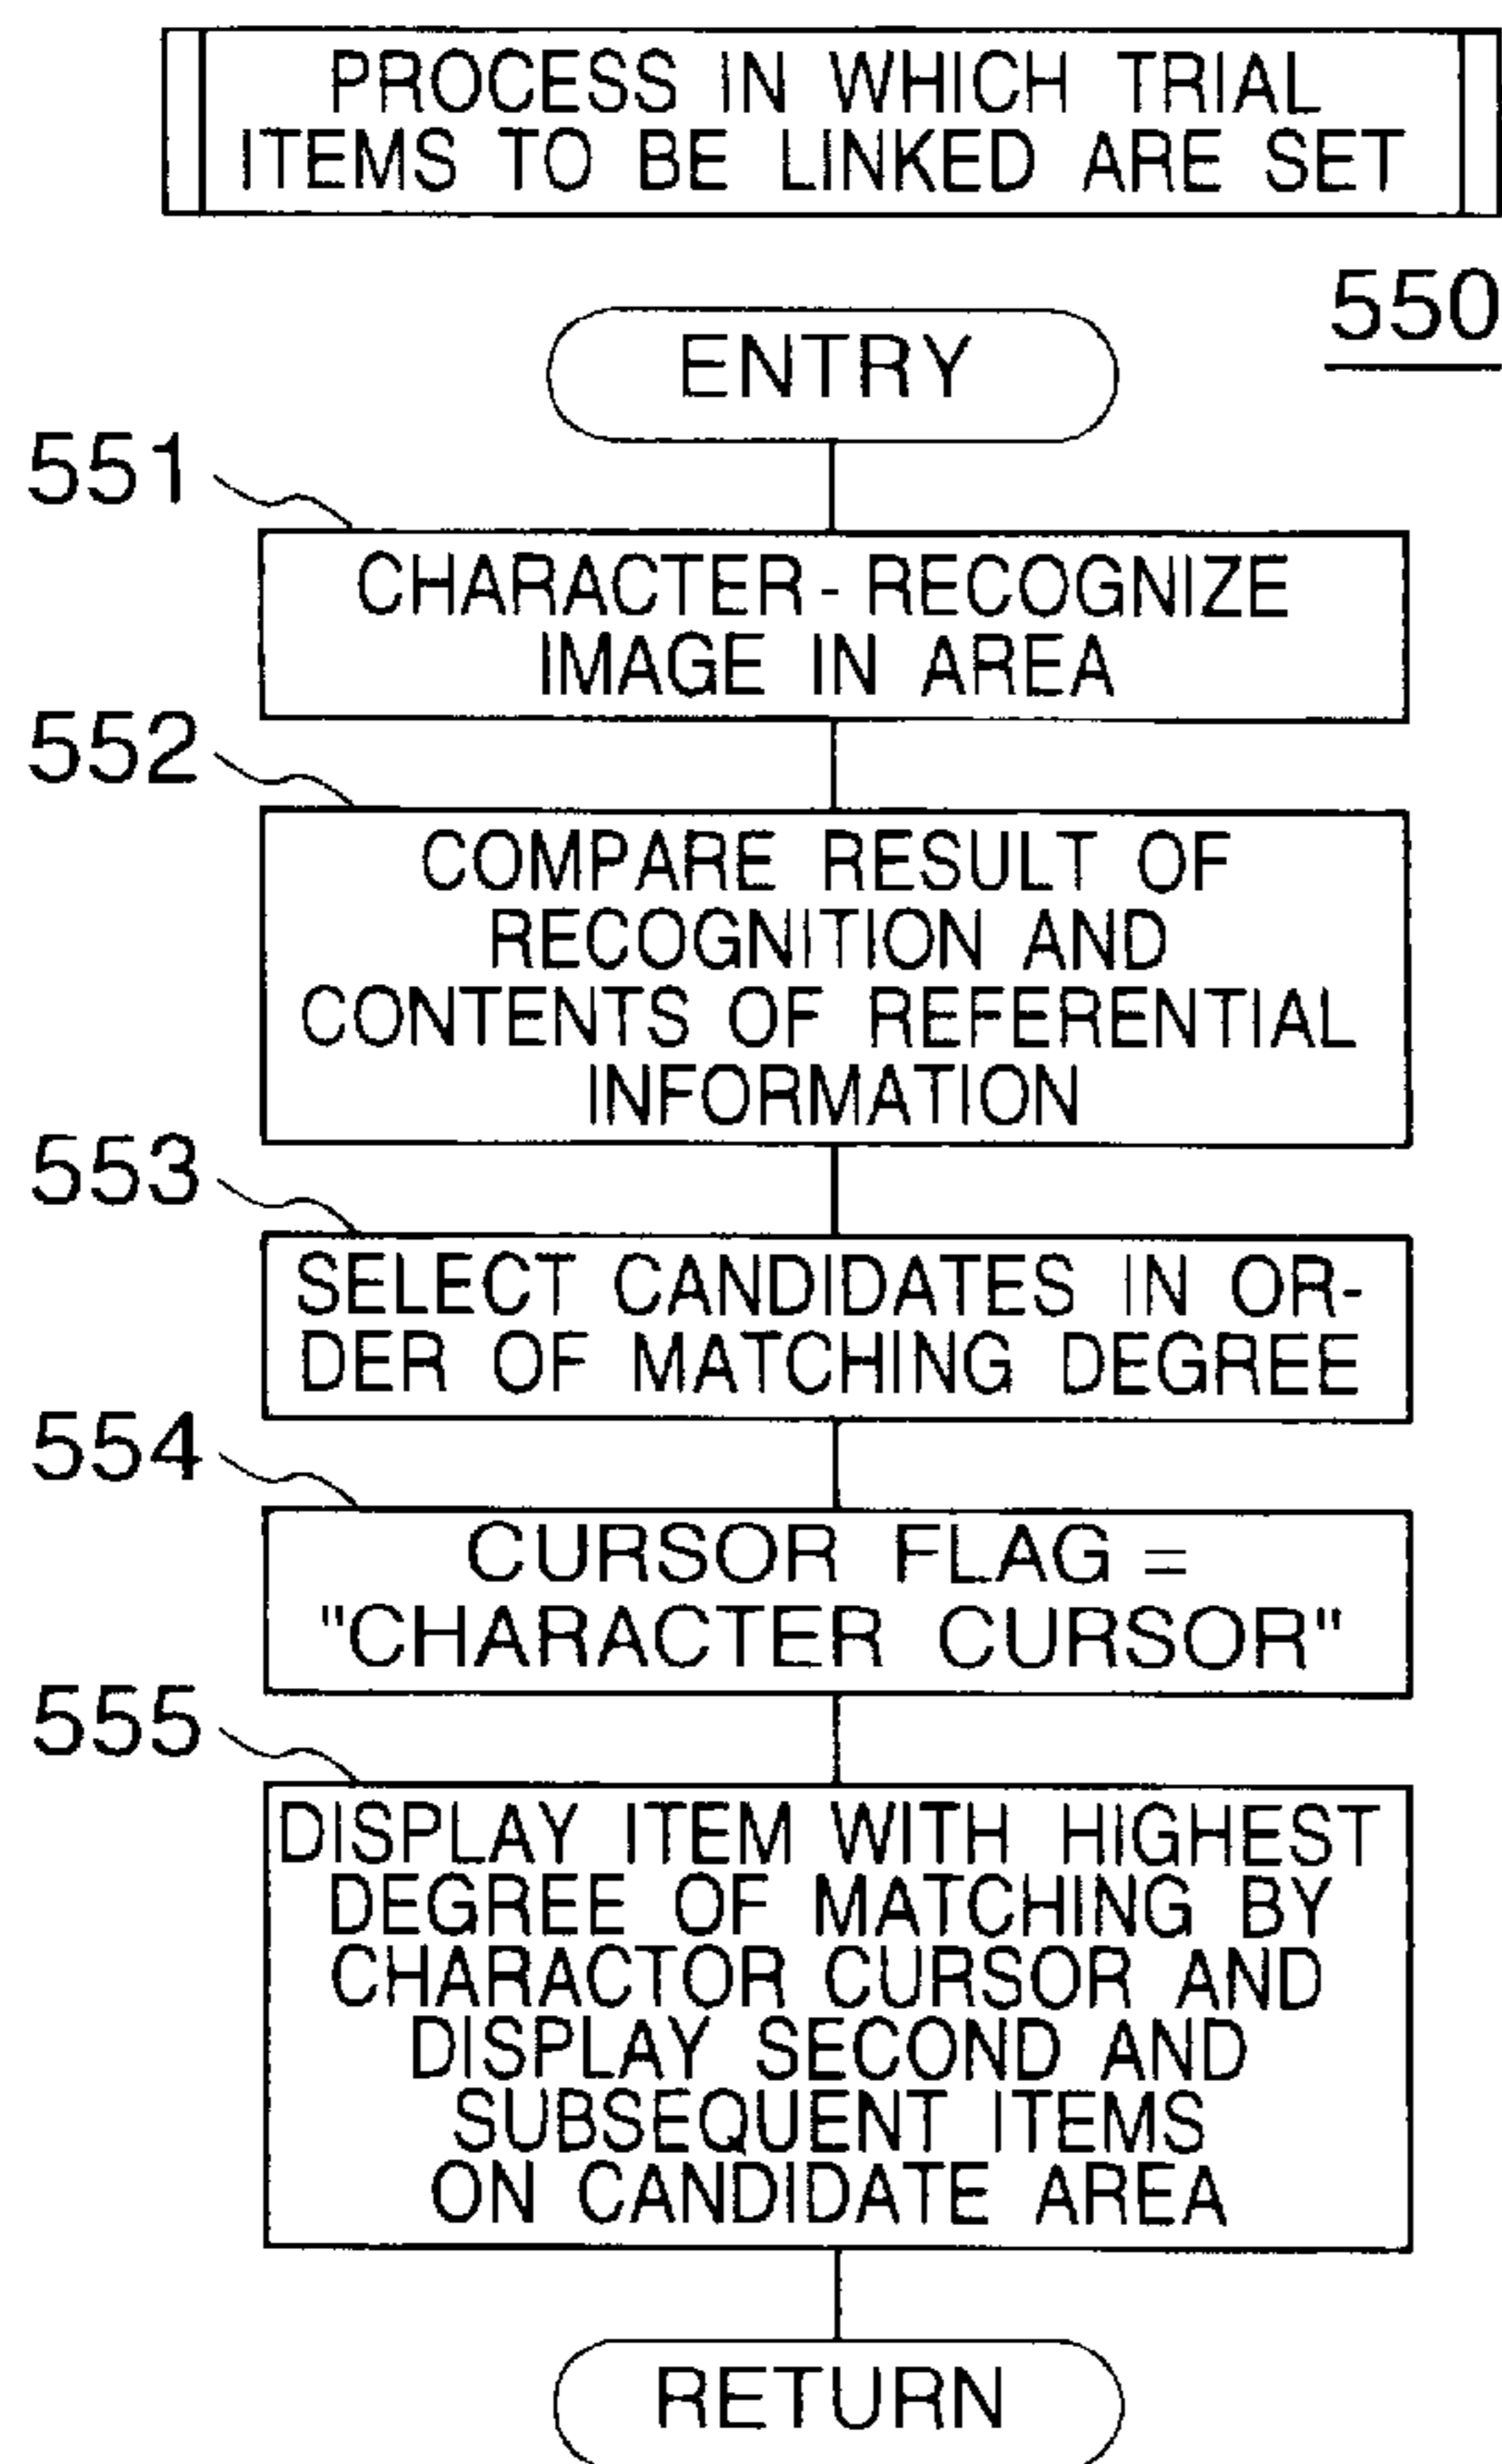 PROCESS IN WHICH TRIAL
ITEMS TO BE LINKED ARE SET
550
ENTRY
551
CHARACTER-RECOGNIZE
IMAGE IN AREA
552
COMPARE RESULT OF
RECOGNITION AND
CONTENTS OF REFERENTIAL
INFORMATION
553
SELECT CANDIDATES IN OR-
DER OF MATCHING DEGREE
554
CURSOR FLAG =
"CHARACTER CURSOR"
555
DISPLAY ITEM WITH HIGHEST
DEGREE OF MATCHING BY
CHARACTOR CURSOR AND
DISPLAY SECOND AND
SUBSEQUENT ITEMS
ON CANDIDATE AREA
RETURN